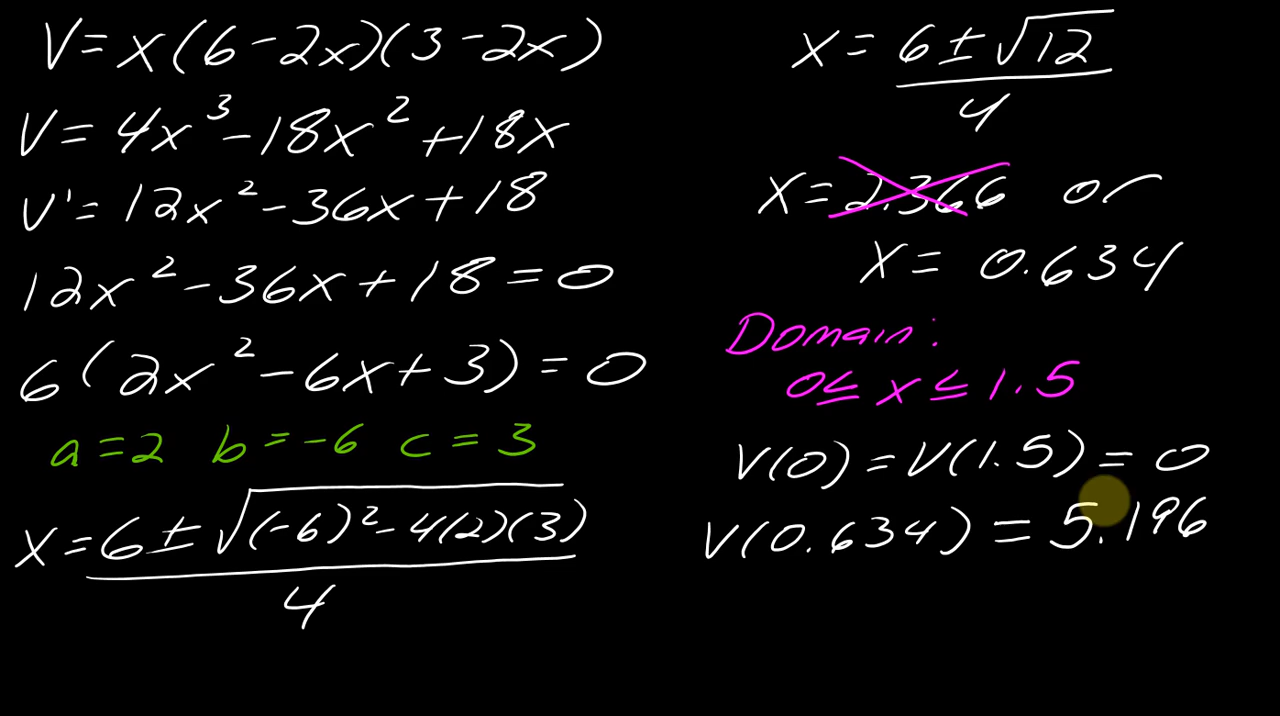 V = x(6 - 2x)(3 - 2x)
V = 4x³ - 18x² + 18x
V' = 12x² - 36x + 18
12x² - 36x + 18 = 0
6(2x² - 6x + 3) = 0
a = 2 b = -6 c = 3
x = (6 ± √((-6)² - 4(2)(3))) / 4
x = (6 ± √12) / 4
x = 2.366 or
x = 0.634
Domain:
0 ≤ x ≤ 1.5
V(0) = V(1.5) = 0
V(0.634) = 5.196